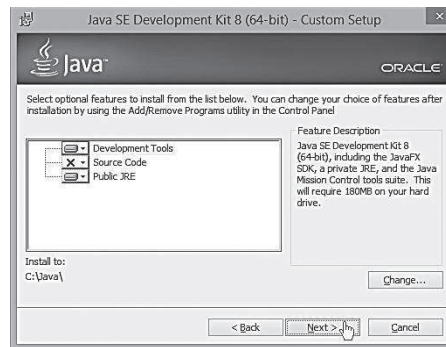 Java SE Development Kit 8 (64-bit) - Custom Setup
Java™
ORACLE
Select optional features to install from the list below. You can change your choice of features after
installation by using the Add/Remove Programs utility in the Control Panel
Development Tools
Source Code
Public JRE
Feature Description
Java SE Development Kit 8
(64-bit), including the JavaFX
SDK, a private JRE, and the Java
Mission Control tools suite. This
will require 180MB on your hard
drive.
Install to:
C:\Java\
Change...
< Back
Next >
Cancel